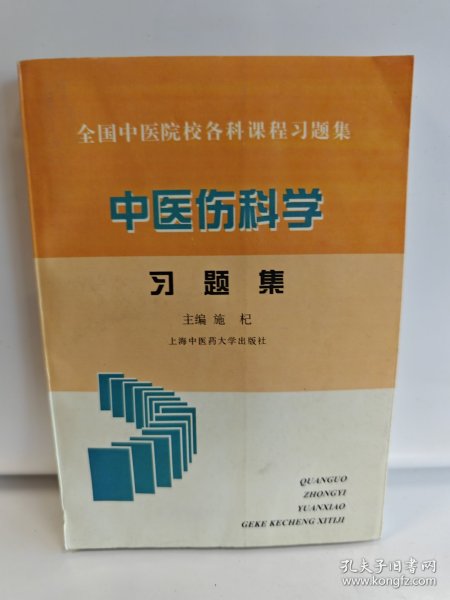 全国中医院校各科课程习题集
中医伤科学
习题集
主编 施杞
上海中医药大学出版社
QUANGUO
ZHONGYI
YUANXIAO
GEKE KECHENG XITIJI
孔夫子旧书网
www.kongfz.com